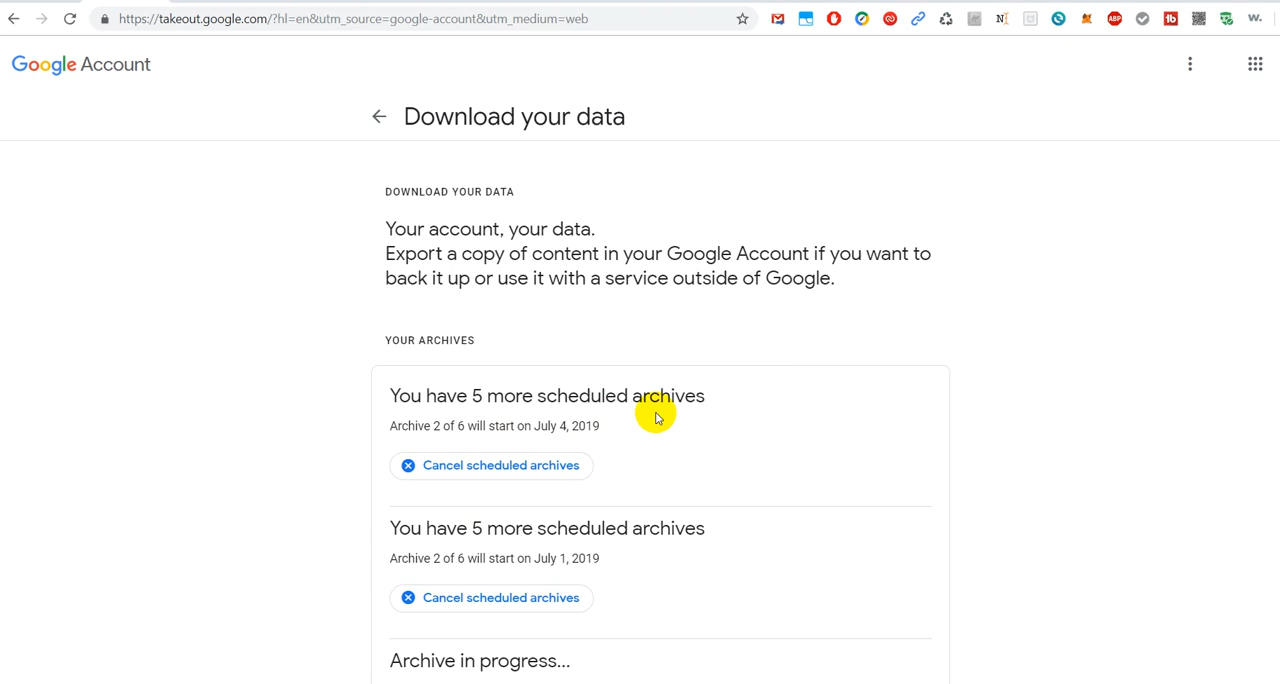 https://takeout.google.com/?hl=en&utm_source=google-account&utm_medium=web
ABP
Google Account
Download your data
DOWNLOAD YOUR DATA
Your account, your data.
Export a copy of content in your Google Account if you want to
back it up or use it with a service outside of Google.
YOUR ARCHIVES
You have 5 more scheduled archives
Archive 2 of 6 will start on July 4, 2019
Cancel scheduled archives
You have 5 more scheduled archives
Archive 2 of 6 will start on July 1, 2019
Cancel scheduled archives
Archive in progress...